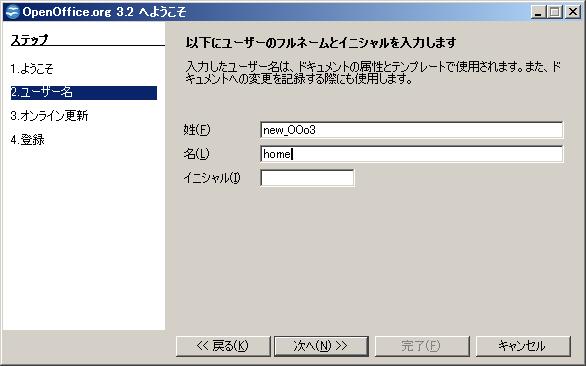 OpenOffice.org 3.2 へようこそ
ステップ
1.ようこそ
2.ユーザー名
3.オンライン更新
4.登録
以下にユーザーのフルネームとイニシャルを入力します
入力したユーザー名は、ドキュメントの属性とテンプレートで使用されます。また、ド
キュメントへの変更を記録する際にも使用します。
姓(F) new_OOo3
名(L) home
イニシャル(I)
<< 戻る(K) 次へ(N) >> 完了(F) キャンセル